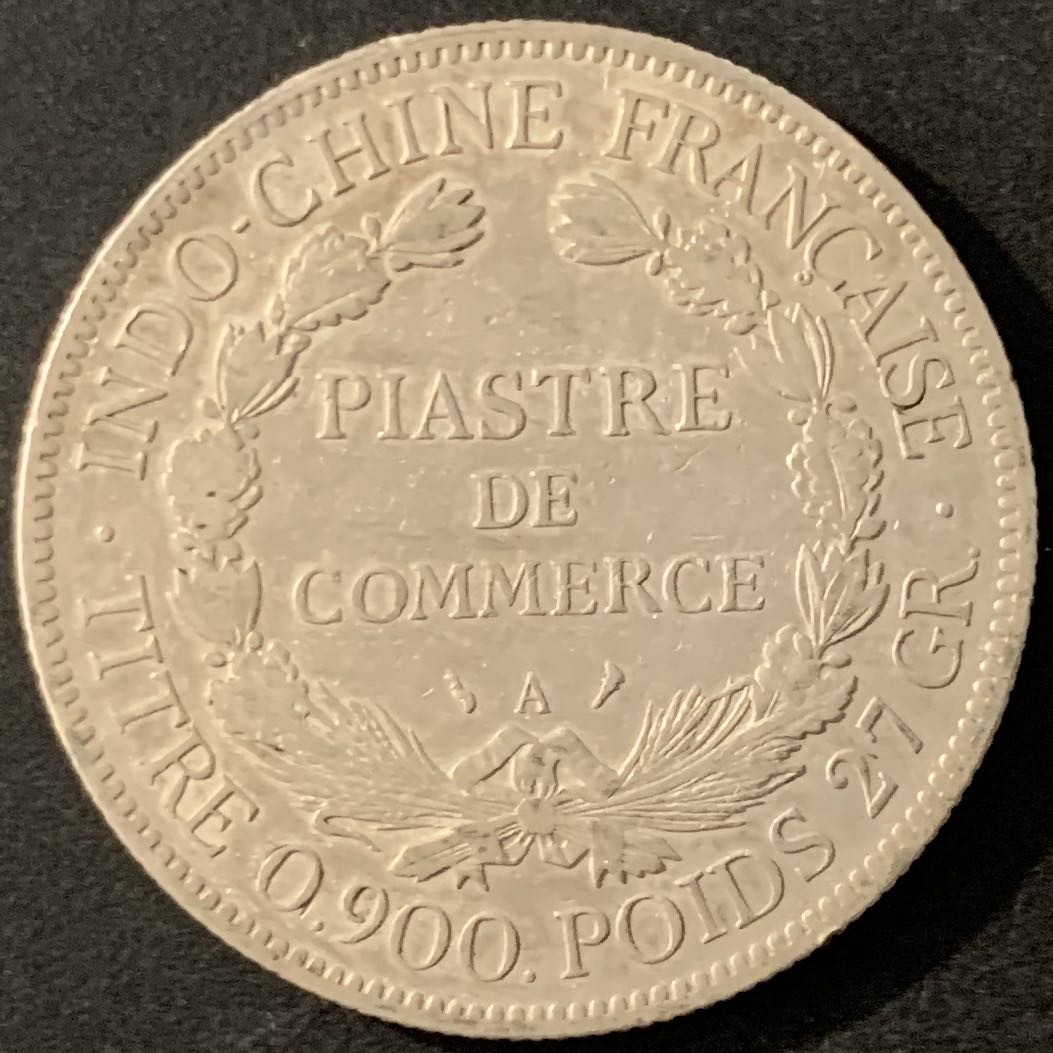 INDO-CHINE FRANÇAISE
PIASTRE
DE
COMMERCE
A
· TITRE 0.900. POIDS 27 GR. ·